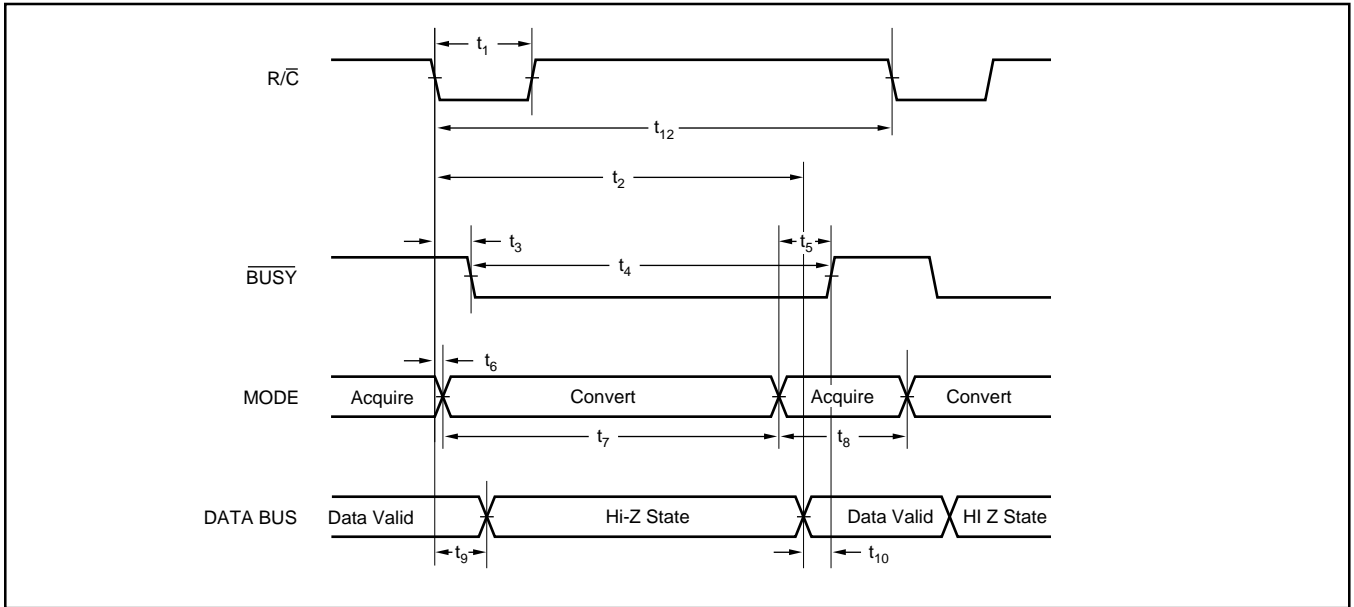 t₁
R/C̅
t₁₂
t₂
t₃
t₅
B̅U̅S̅Y̅
t₄
t₆
MODE
Acquire
Convert
Acquire
Convert
t₇
t₈
DATA BUS
Data Valid
Hi-Z State
Data Valid
HI Z State
t₉
t₁₀